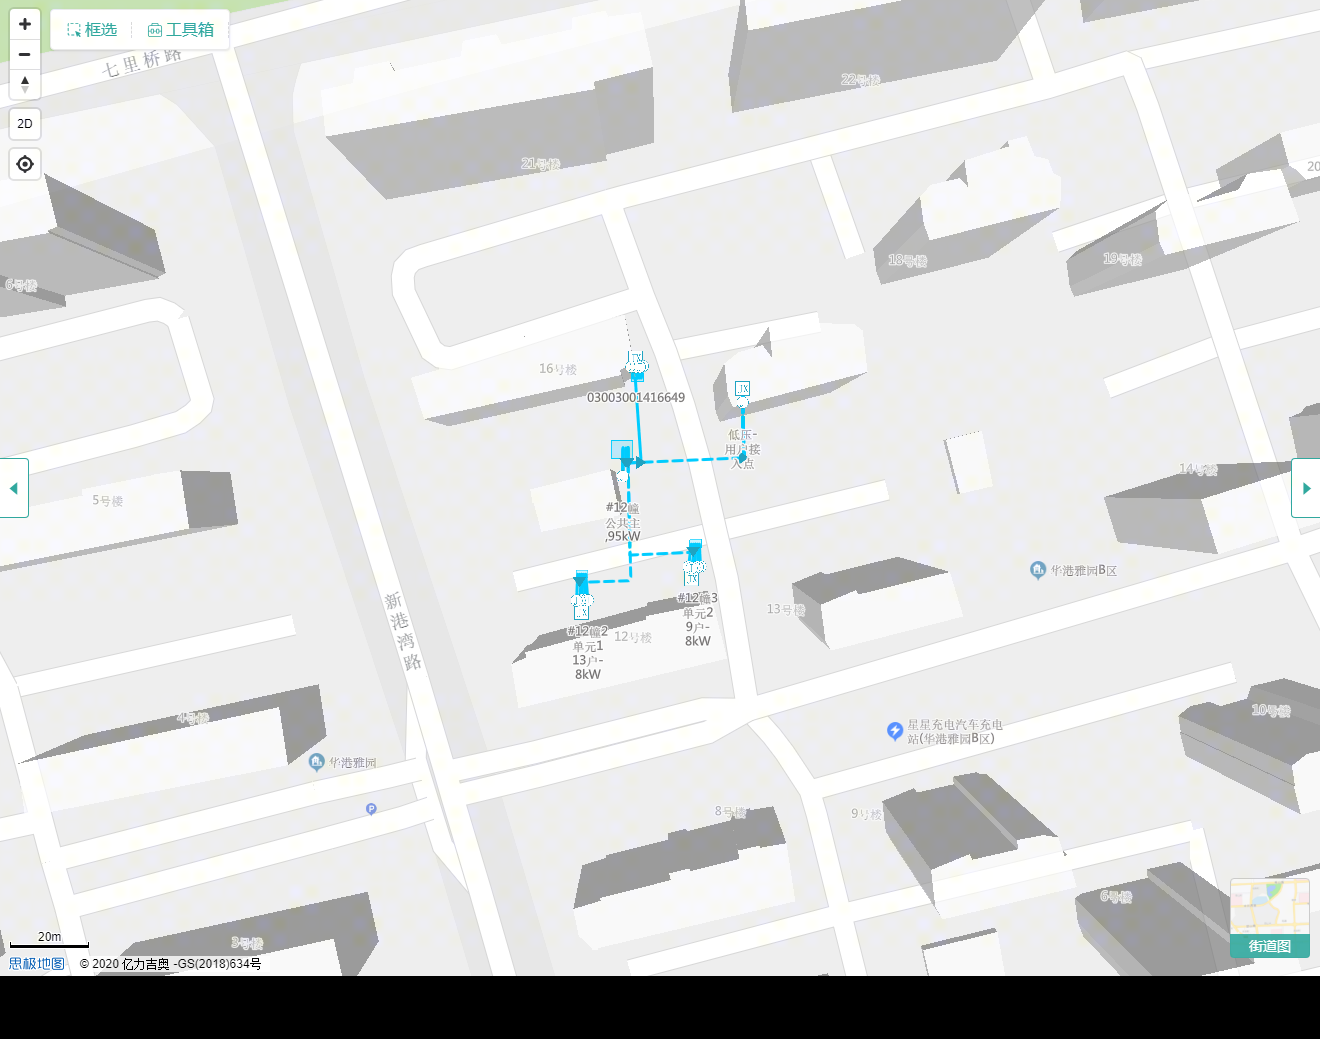 框选
工具箱
七里桥路
2D
22号楼
21号楼
20
18号楼
19号楼
6号楼
16号楼
JX
03003001416649
JX
低压-
用户接
入点
14号楼
5号楼
#12幢
公共主
,95kW
华港雅园B区
新港湾路
JX
#12幢3
单元2
9户-
8kW
13号楼
JX
#12幢2
单元1
13户-
8kW
12号楼
4号楼
10号楼
星星充电汽车充电
站(华港雅园B区)
华港雅园
P
8号楼
9号楼
6号楼
3号楼
20m
街道图
思极地图 © 2020 亿力吉奥 -GS(2018)634号